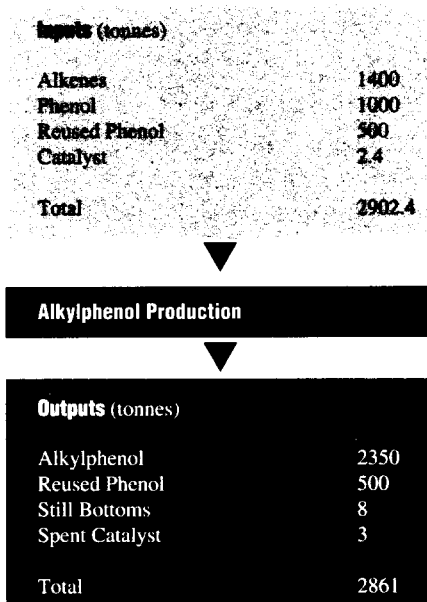 Inputs (tonnes)
Alkenes 1400
Phenol 1000
Reused Phenol 500
Catalyst 2.4
Total 2902.4
Alkylphenol Production
Outputs (tonnes)
Alkylphenol 2350
Reused Phenol 500
Still Bottoms 8
Spent Catalyst 3
Total 2861